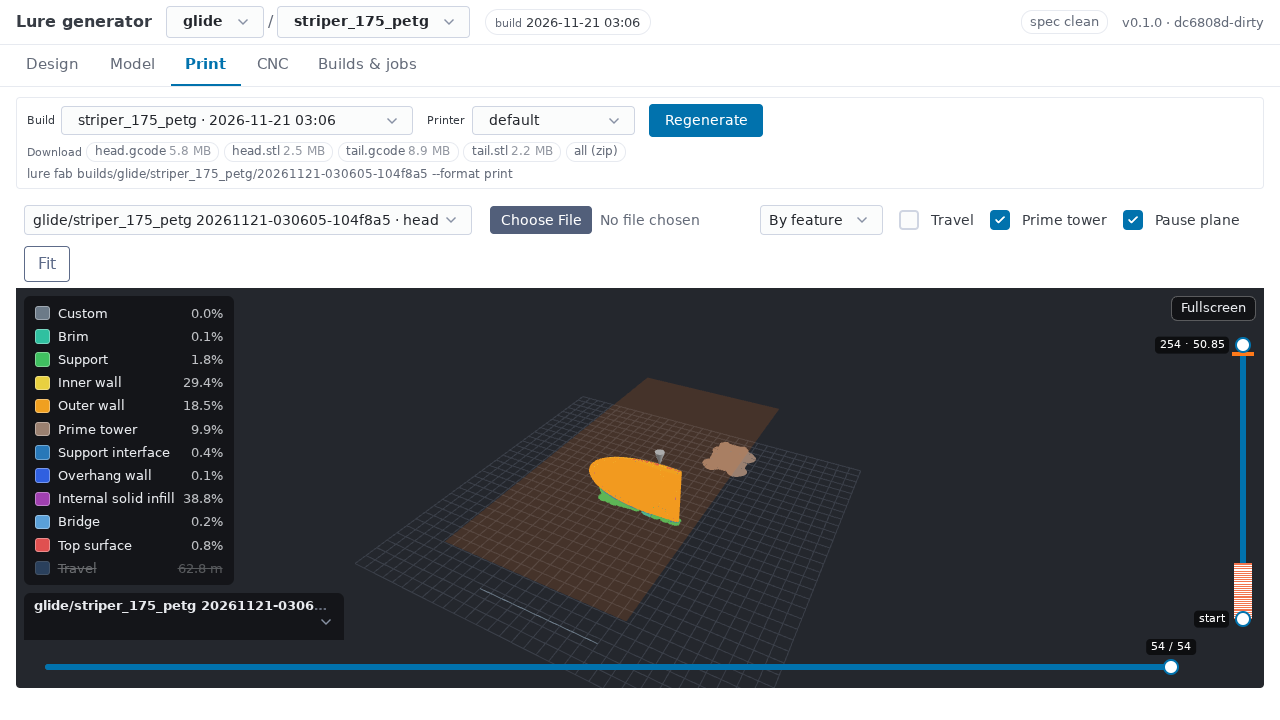 Lure generator glide / striper_175_petg build 2026-11-21 03:06 spec clean v0.1.0 · dc6808d-dirty
Design Model Print CNC Builds & jobs
Build striper_175_petg · 2026-11-21 03:06 Printer default Regenerate
Download head.gcode 5.8 MB head.stl 2.5 MB tail.gcode 8.9 MB tail.stl 2.2 MB all (zip)
lure fab builds/glide/striper_175_petg/20261121-030605-104f8a5 --format print
glide/striper_175_petg 20261121-030605-104f8a5 · head Choose File No file chosen By feature Travel Prime tower Pause plane
Fit
Fullscreen
Custom 0.0%
Brim 0.1%
Support 1.8%
Inner wall 29.4%
Outer wall 18.5%
Prime tower 9.9%
Support interface 0.4%
Overhang wall 0.1%
Internal solid infill 38.8%
Bridge 0.2%
Top surface 0.8%
Travel 62.8 m
254 · 50.85
glide/striper_175_petg 20261121-0306...
start
54 / 54